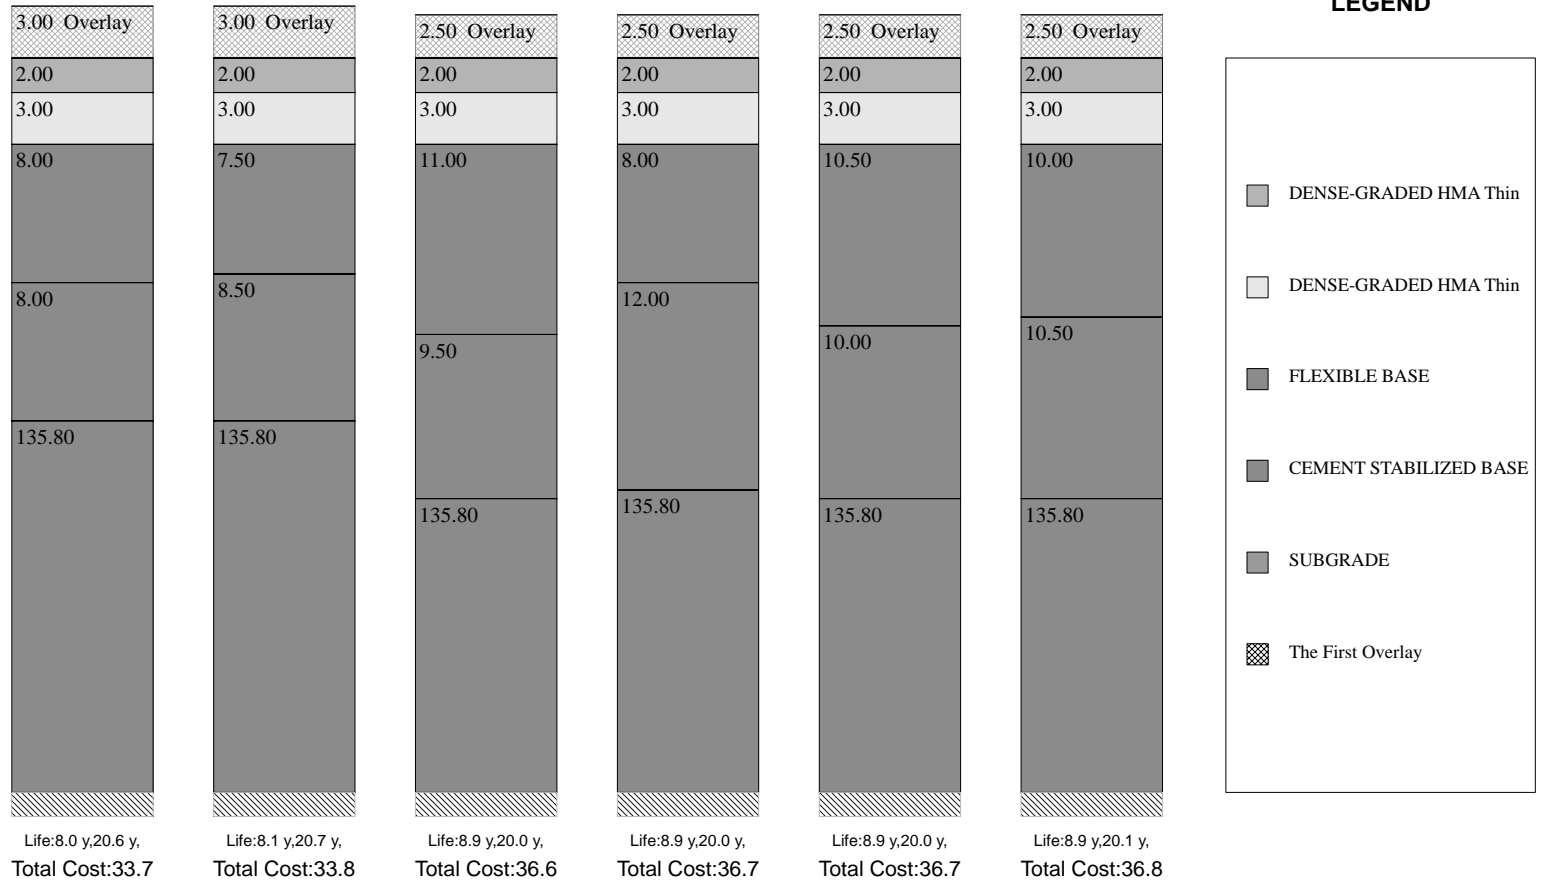 3.00 Overlay
2.00
3.00
8.00
8.00
135.80
Life:8.0 y,20.6 y,
Total Cost:33.7
3.00 Overlay
2.00
3.00
7.50
8.50
135.80
Life:8.1 y,20.7 y,
Total Cost:33.8
2.50 Overlay
2.00
3.00
11.00
9.50
135.80
Life:8.9 y,20.0 y,
Total Cost:36.6
2.50 Overlay
2.00
3.00
8.00
12.00
135.80
Life:8.9 y,20.0 y,
Total Cost:36.7
2.50 Overlay
2.00
3.00
10.50
10.00
135.80
Life:8.9 y,20.0 y,
Total Cost:36.7
2.50 Overlay
2.00
3.00
10.00
10.50
135.80
Life:8.9 y,20.1 y,
Total Cost:36.8
LEGEND
DENSE-GRADED HMA Thin
DENSE-GRADED HMA Thin
FLEXIBLE BASE
CEMENT STABILIZED BASE
SUBGRADE
The First Overlay